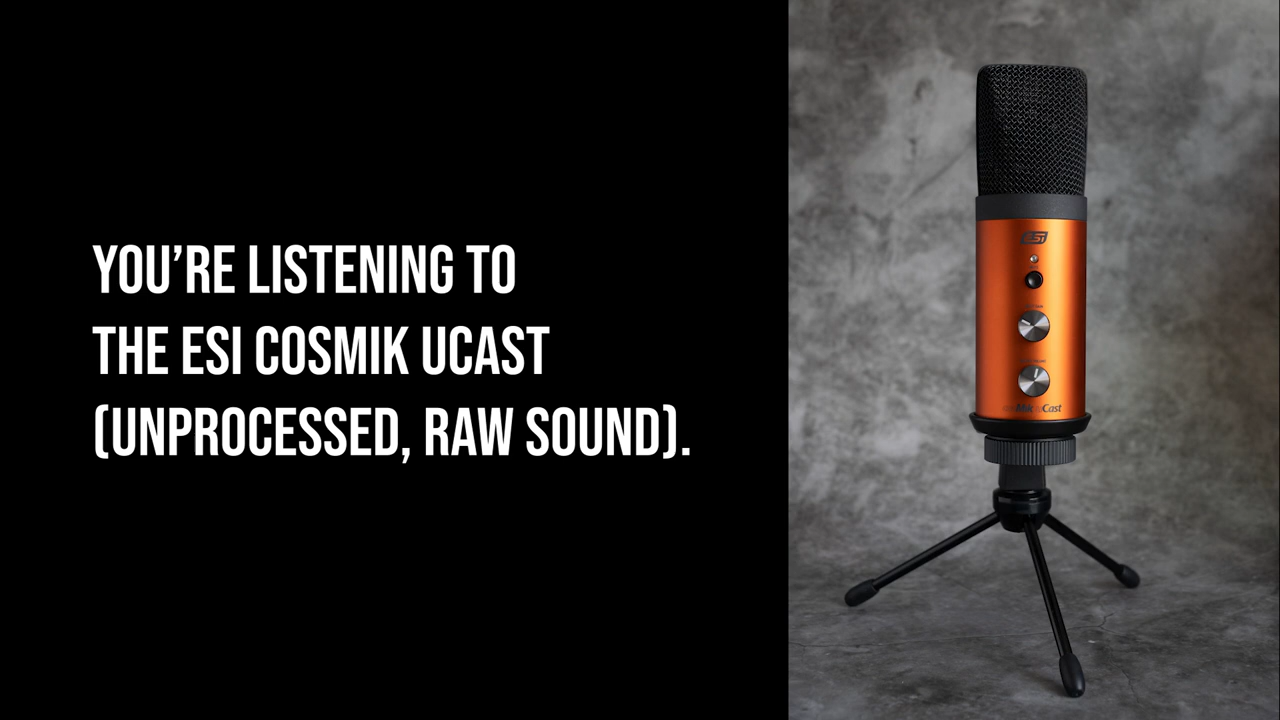 YOU’RE LISTENING TO
THE ESI COSMIK UCAST
(UNPROCESSED, RAW SOUND).
ESI